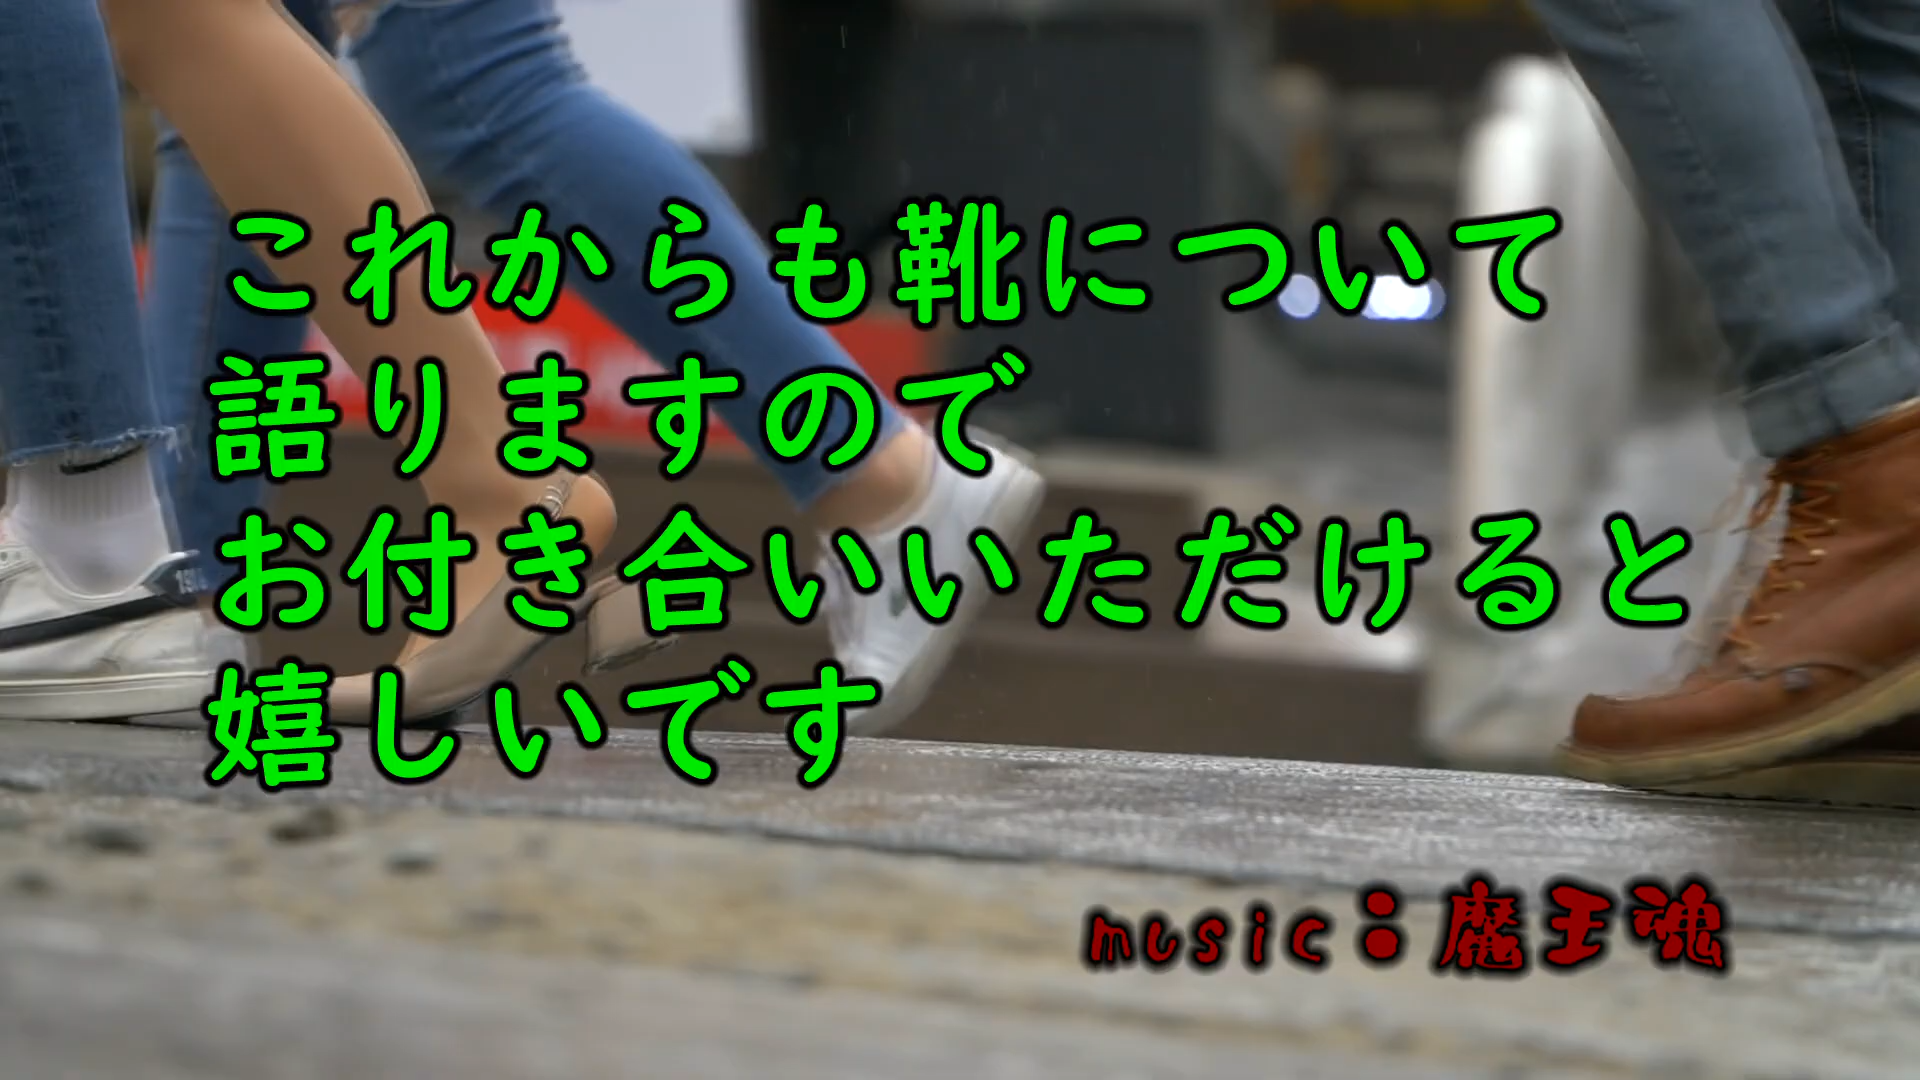 これからも靴について
語りますので
お付き合いいただけると
嬉しいです
music：魔王魂